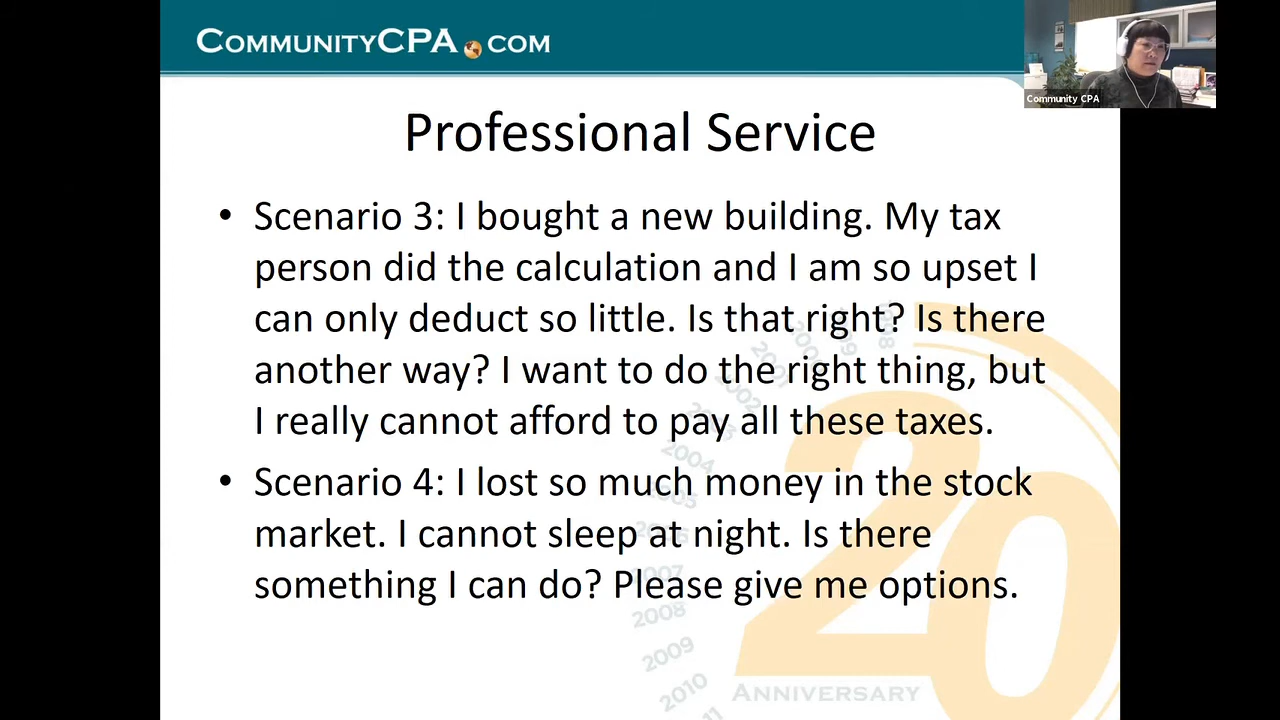 COMMUNITYCPA.COM
Community CPA
Professional Service
• Scenario 3: I bought a new building. My tax
person did the calculation and I am so upset I
can only deduct so little. Is that right? Is there
another way? I want to do the right thing, but
I really cannot afford to pay all these taxes.
• Scenario 4: I lost so much money in the stock
market. I cannot sleep at night. Is there
something I can do? Please give me options.
20
ANNIVERSARY
2002
2004
2007
2008
2009
2010